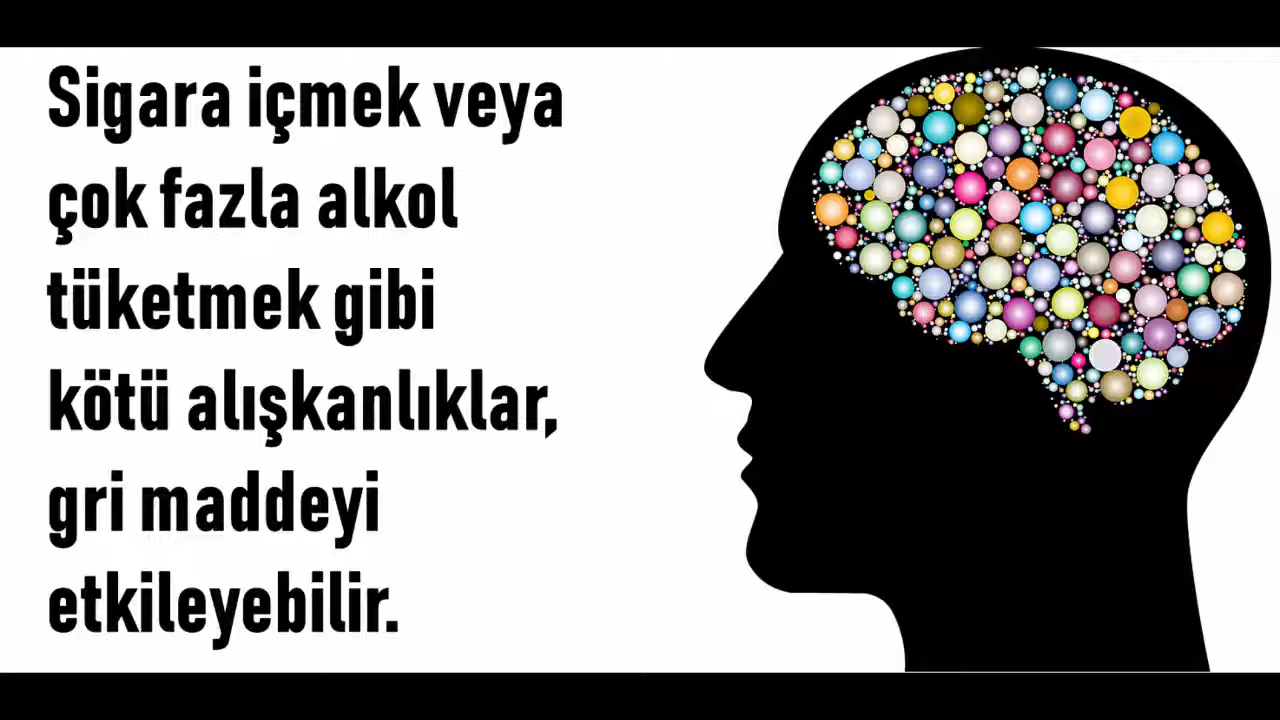 Sigara içmek veya
çok fazla alkol
tüketmek gibi
kötü alışkanlıklar,
gri maddeyi
etkileyebilir.